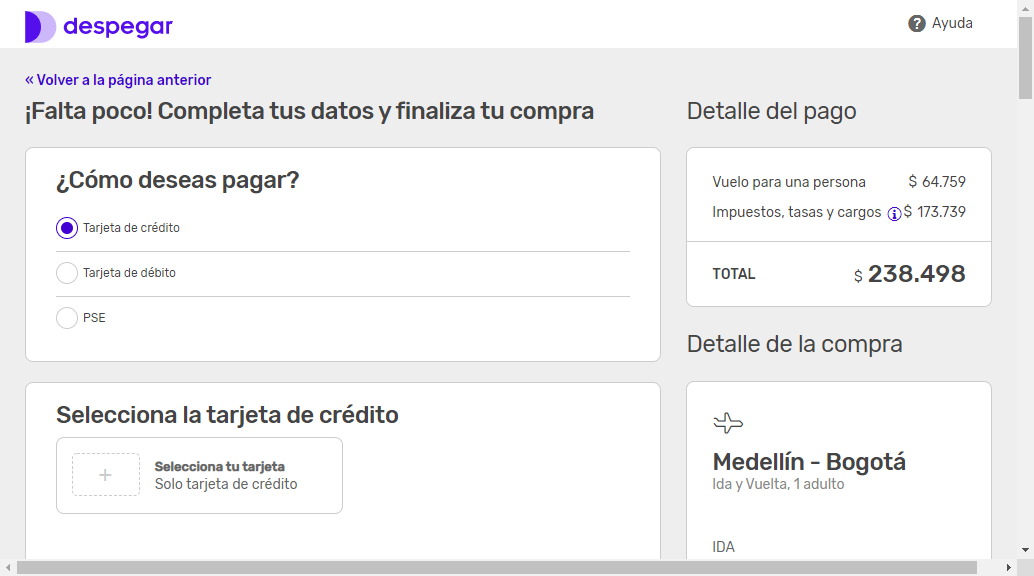 despegar
Ayuda
« Volver a la página anterior
¡Falta poco! Completa tus datos y finaliza tu compra
¿Cómo deseas pagar?
Tarjeta de crédito
Tarjeta de débito
PSE
Selecciona la tarjeta de crédito
Selecciona tu tarjeta
Solo tarjeta de crédito
Detalle del pago
Vuelo para una persona $ 64.759
Impuestos, tasas y cargos $ 173.739
TOTAL $ 238.498
Detalle de la compra
Medellín - Bogotá
Ida y Vuelta, 1 adulto
IDA